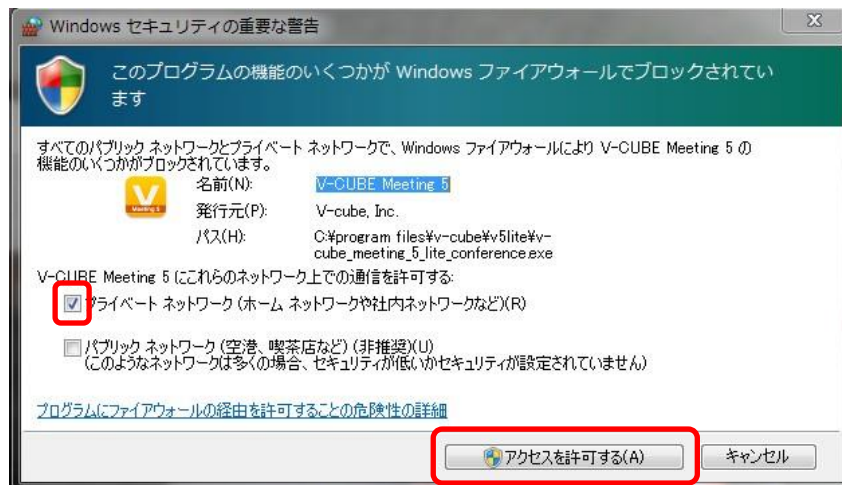 Windows セキュリティの重要な警告
このプログラムの機能のいくつかが Windows ファイアウォールでブロックされてい
ます
すべてのパブリック ネットワークとプライベート ネットワークで、Windows ファイアウォールにより V-CUBE Meeting 5 の
機能のいくつかがブロックされています。
V
Meeting 5
名前(N): V-CUBE Meeting 5
発行元(P): V-cube, Inc.
パス(H): C:¥program files¥v-cube¥v5lite¥v-
cube_meeting_5_lite_conference.exe
V-CUBE Meeting 5 にこれらのネットワーク上での通信を許可する:
プライベート ネットワーク (ホーム ネットワークや社内ネットワークなど)(R)
パブリック ネットワーク (空港、喫茶店など) (非推奨)(U)
(このようなネットワークは多くの場合、セキュリティが低いかセキュリティが設定されていません)
プログラムにファイアウォールの経由を許可することの危険性の詳細
アクセスを許可する(A) キャンセル